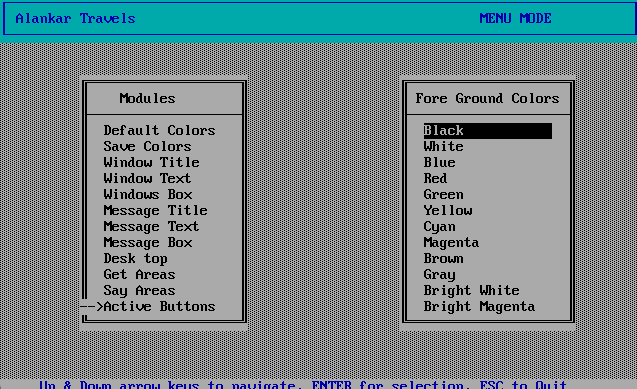 Alankar Travels MENU MODE
Modules
Default Colors
Save Colors
Window Title
Window Text
Windows Box
Message Title
Message Text
Message Box
Desk top
Get Areas
Say Areas
-->Active Buttons
Fore Ground Colors
Black
White
Blue
Red
Green
Yellow
Cyan
Magenta
Brown
Gray
Bright White
Bright Magenta
Up & Down arrow keys to navigate, ENTER for selection, ESC to Quit